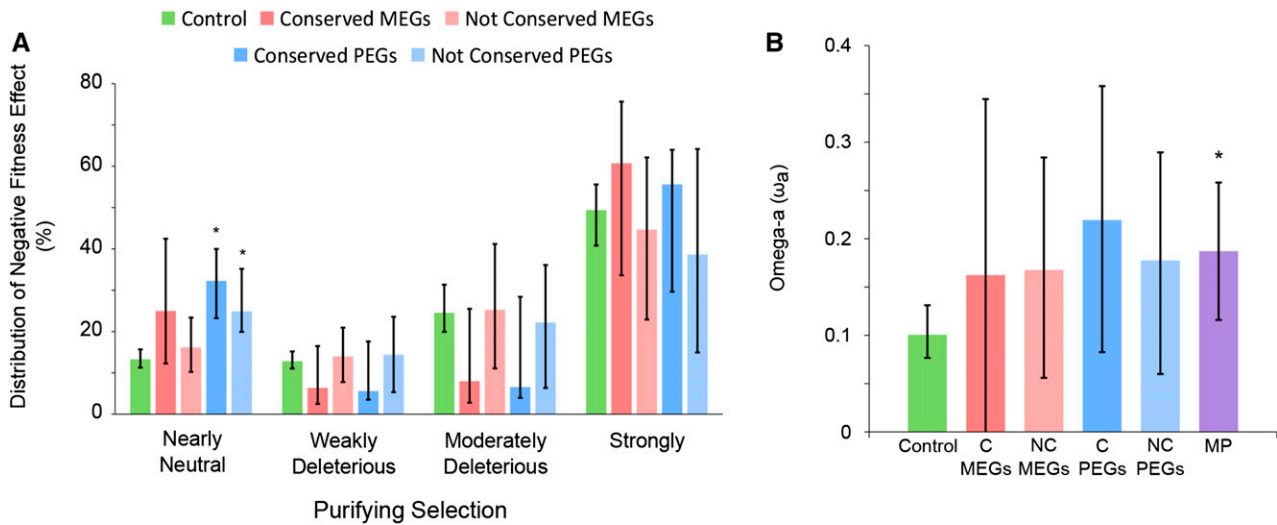 Control Conserved MEGs Not Conserved MEGs
Conserved PEGs Not Conserved PEGs
A
Distribution of Negative Fitness Effect
(%)
80
60
40
20
0
*
*
Nearly
Neutral
Weakly
Deleterious
Moderately
Deleterious
Strongly
Purifying Selection
B
Omega-a (ωa)
0.4
0.3
0.2
0.1
0
*
Control
C
MEGs
NC
MEGs
C
PEGs
NC
PEGs
MP